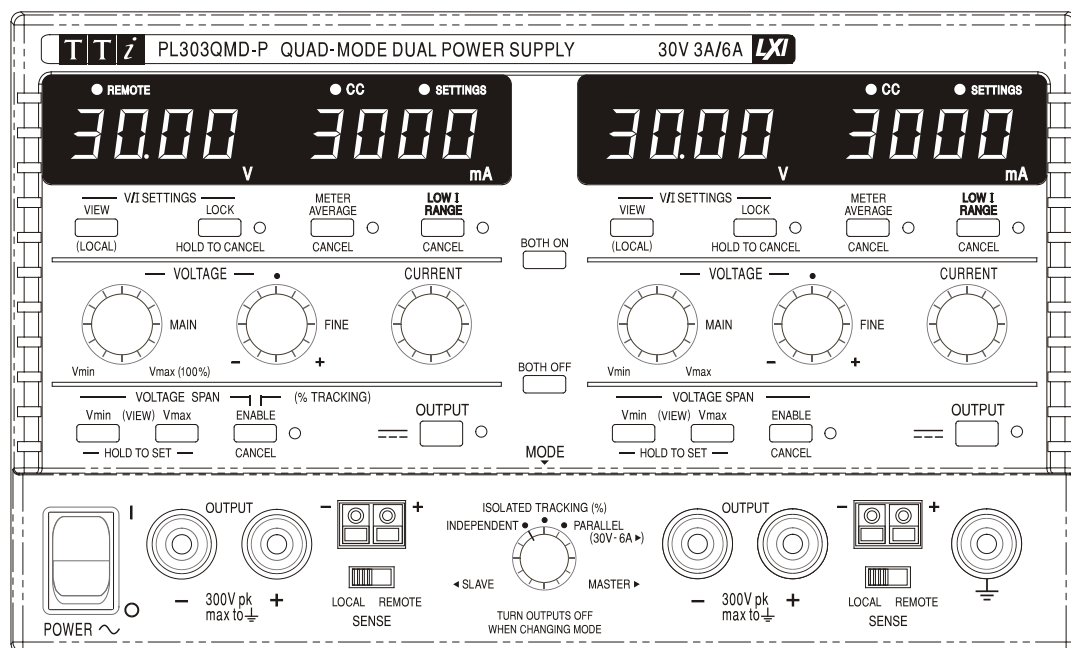 TTi PL303QMD-P QUAD-MODE DUAL POWER SUPPLY 30V 3A/6A LXI
REMOTE CC SETTINGS
30.00 V 3000 mA
CC SETTINGS
30.00 V 3000 mA
V/I SETTINGS
VIEW LOCK METER AVERAGE LOW I RANGE
(LOCAL) HOLD TO CANCEL CANCEL CANCEL
BOTH ON
V/I SETTINGS
VIEW LOCK METER AVERAGE LOW I RANGE
(LOCAL) HOLD TO CANCEL CANCEL CANCEL
VOLTAGE CURRENT
MAIN FINE
− +
Vmin Vmax (100%)
BOTH OFF
VOLTAGE CURRENT
MAIN FINE
− +
Vmin Vmax
VOLTAGE SPAN (% TRACKING)
Vmin (VIEW) Vmax ENABLE OUTPUT
HOLD TO SET CANCEL
MODE
VOLTAGE SPAN
Vmin (VIEW) Vmax ENABLE OUTPUT
HOLD TO SET CANCEL
I
O
POWER
OUTPUT
− +
300V pk
max to
− +
LOCAL REMOTE
SENSE
ISOLATED TRACKING (%)
INDEPENDENT PARALLEL
(30V-6A►)
◄ SLAVE MASTER ►
TURN OUTPUTS OFF
WHEN CHANGING MODE
OUTPUT
− +
300V pk
max to
− +
LOCAL REMOTE
SENSE